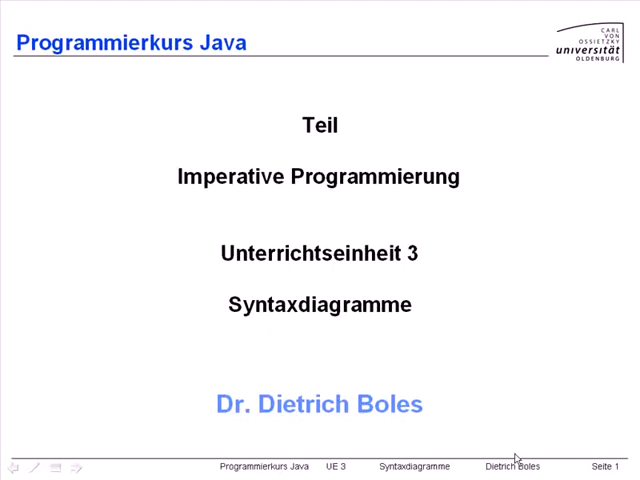 Programmierkurs Java
CARL
VON
OSSIETZKY
universität
OLDENBURG
Teil
Imperative Programmierung
Unterrichtseinheit 3
Syntaxdiagramme
Dr. Dietrich Boles
Programmierkurs Java UE 3 Syntaxdiagramme Dietrich Boles Seite 1